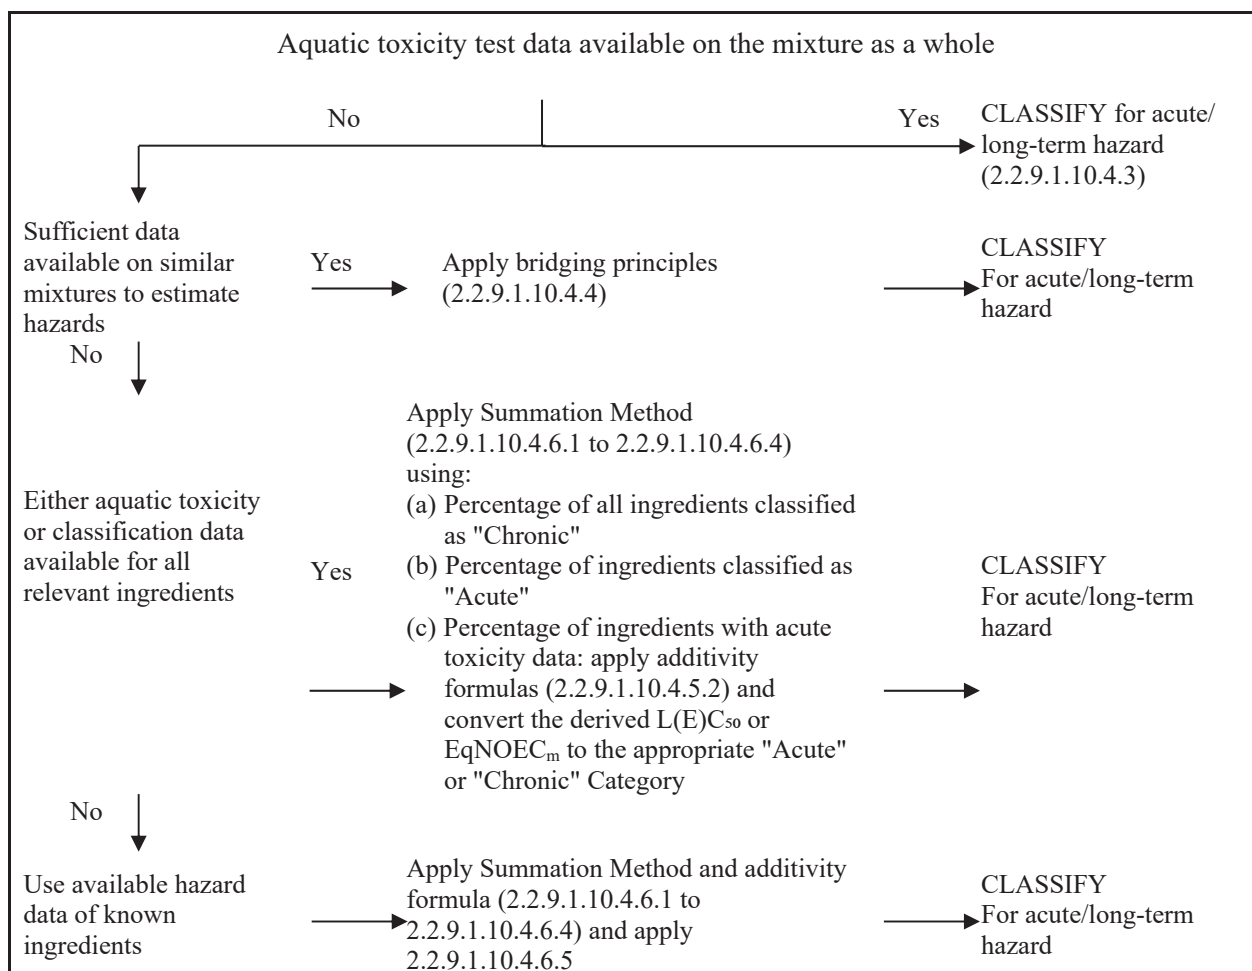 Aquatic toxicity test data available on the mixture as a whole
No
Yes
CLASSIFY for acute/
long-term hazard
(2.2.9.1.10.4.3)
Sufficient data
available on similar
mixtures to estimate
hazards
Yes
Apply bridging principles
(2.2.9.1.10.4.4)
CLASSIFY
For acute/long-term
hazard
No
Either aquatic toxicity
or classification data
available for all
relevant ingredients
Yes
Apply Summation Method
(2.2.9.1.10.4.6.1 to 2.2.9.1.10.4.6.4)
using:
(a) Percentage of all ingredients classified
as "Chronic"
(b) Percentage of ingredients classified as
"Acute"
(c) Percentage of ingredients with acute
toxicity data: apply additivity
formulas (2.2.9.1.10.4.5.2) and
convert the derived L(E)C₅₀ or
EqNOECₘ to the appropriate "Acute"
or "Chronic" Category
CLASSIFY
For acute/long-term
hazard
No
Use available hazard
data of known
ingredients
Apply Summation Method and additivity
formula (2.2.9.1.10.4.6.1 to
2.2.9.1.10.4.6.4) and apply
2.2.9.1.10.4.6.5
CLASSIFY
For acute/long-term
hazard